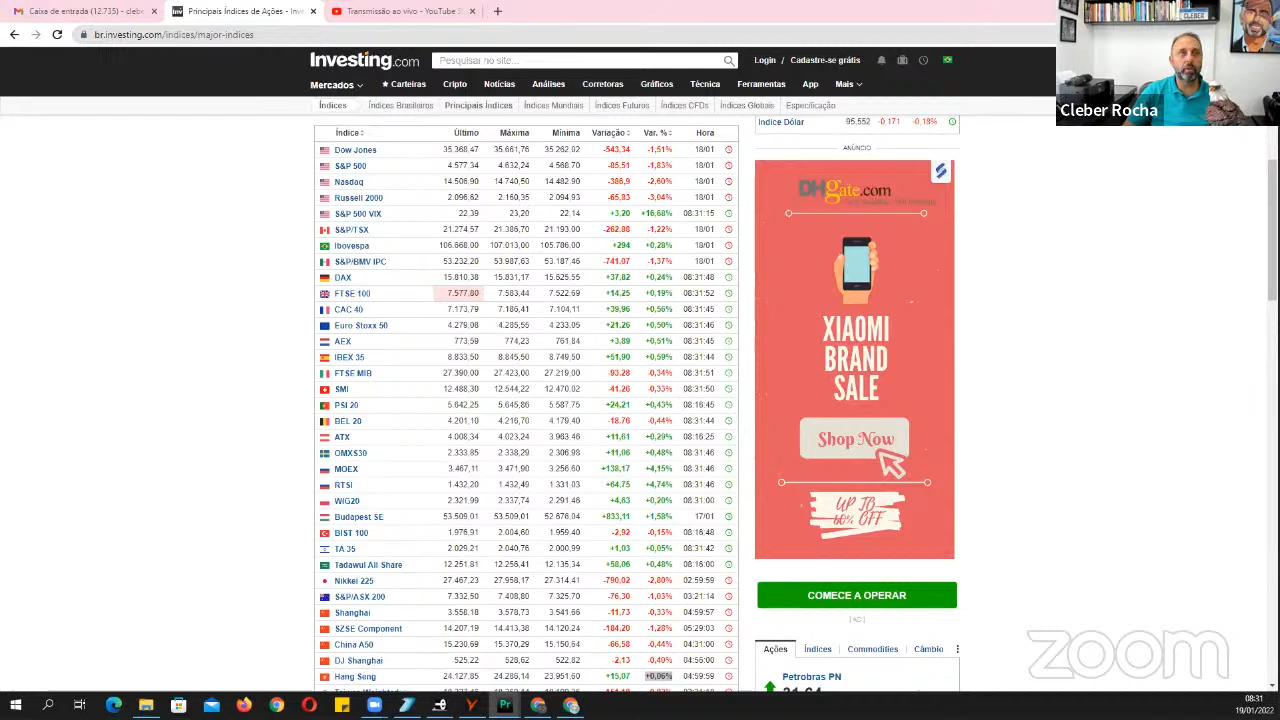 Caixa de entrada (12.735) - clebe
Principais Índices de Ações - Inve
Transmissão ao vivo - YouTube S
br.investing.com/indices/major-indices
Investing.com
Pesquisar no site...
Login / Cadastre-se grátis
Mercados Carteiras Cripto Notícias Análises Corretoras Gráficos Técnica Ferramentas App Mais
Índices Índices Brasileiros Principais Índices Índices Mundiais Índices Futuros Índices CFDs Índices Globais Especificação
Cleber Rocha
Índice Último Máxima Mínima Variação Var. % Hora
Dow Jones 35.368,47 35.661,76 35.262,02 -543,34 -1,51% 18/01
S&P 500 4.577,34 4.632,24 4.568,70 -85,51 -1,83% 18/01
Nasdaq 14.506,90 14.740,50 14.482,90 -386,9 -2,60% 18/01
Russell 2000 2.096,62 2.160,35 2.094,93 -65,83 -3,04% 18/01
S&P 500 VIX 22,39 23,20 22,14 +3,20 +16,68% 08:31:15
S&P/TSX 21.274,57 21.386,70 21.193,00 -262,88 -1,22% 18/01
Ibovespa 106.668,00 107.013,00 105.786,00 +294 +0,28% 18/01
S&P/BMV IPC 53.232,20 53.987,63 53.187,46 -741,07 -1,37% 18/01
DAX 15.810,38 15.831,17 15.625,55 +37,82 +0,24% 08:31:48
FTSE 100 7.577,80 7.583,44 7.522,69 +14,25 +0,19% 08:31:52
CAC 40 7.173,79 7.186,41 7.104,11 +39,96 +0,56% 08:31:45
Euro Stoxx 50 4.279,08 4.285,55 4.233,05 +21,26 +0,50% 08:31:46
AEX 773,59 774,23 761,84 +3,89 +0,51% 08:31:45
IBEX 35 8.833,50 8.845,50 8.749,50 +51,90 +0,59% 08:31:44
FTSE MIB 27.390,00 27.423,00 27.219,00 -93,28 -0,34% 08:31:51
SMI 12.488,30 12.544,22 12.470,02 -41,26 -0,33% 08:31:50
PSI 20 5.642,25 5.645,86 5.587,75 +24,21 +0,43% 08:16:45
BEL 20 4.201,10 4.216,70 4.179,40 -18,76 -0,44% 08:31:44
ATX 4.008,34 4.023,24 3.963,46 +11,61 +0,29% 08:16:25
OMXS30 2.333,85 2.338,29 2.306,98 +11,06 +0,48% 08:31:46
MOEX 3.467,11 3.471,90 3.256,60 +138,17 +4,15% 08:31:46
RTSI 1.432,20 1.432,49 1.331,03 +64,75 +4,74% 08:31:46
WIG20 2.321,99 2.337,74 2.291,46 +4,63 +0,20% 08:31:00
Budapest SE 53.509,01 53.509,01 52.676,04 +833,11 +1,58% 17/01
BIST 100 1.976,91 2.004,60 1.959,40 -2,92 -0,15% 08:16:48
TA 35 2.029,21 2.040,76 2.000,99 +1,03 +0,05% 08:31:42
Tadawul All Share 12.251,81 12.256,41 12.135,34 +58,06 +0,48% 08:16:00
Nikkei 225 27.467,23 27.958,17 27.314,41 -790,02 -2,80% 02:59:59
S&P/ASX 200 7.332,50 7.408,80 7.325,70 -76,30 -1,03% 03:21:14
Shanghai 3.558,18 3.578,73 3.541,66 -11,73 -0,33% 04:59:57
SZSE Component 14.207,19 14.413,38 14.120,24 -184,20 -1,28% 05:29:03
China A50 15.230,69 15.370,29 15.150,64 -66,58 -0,44% 04:31:00
DJ Shanghai 525,22 528,62 522,82 -2,13 -0,40% 04:56:00
Hang Seng 24.127,85 24.286,14 23.951,60 +15,07 +0,06% 04:59:59
Índice Dólar 95,552 -0,171 -0,18%
ANÚNCIO
DHgate.com
XIAOMI
BRAND
SALE
Shop Now
UP TO
60% OFF
COMECE A OPERAR
[ AD ]
Ações Índices Commodities Câmbio
Petrobras PN
zoom
08:31
19/01/2022